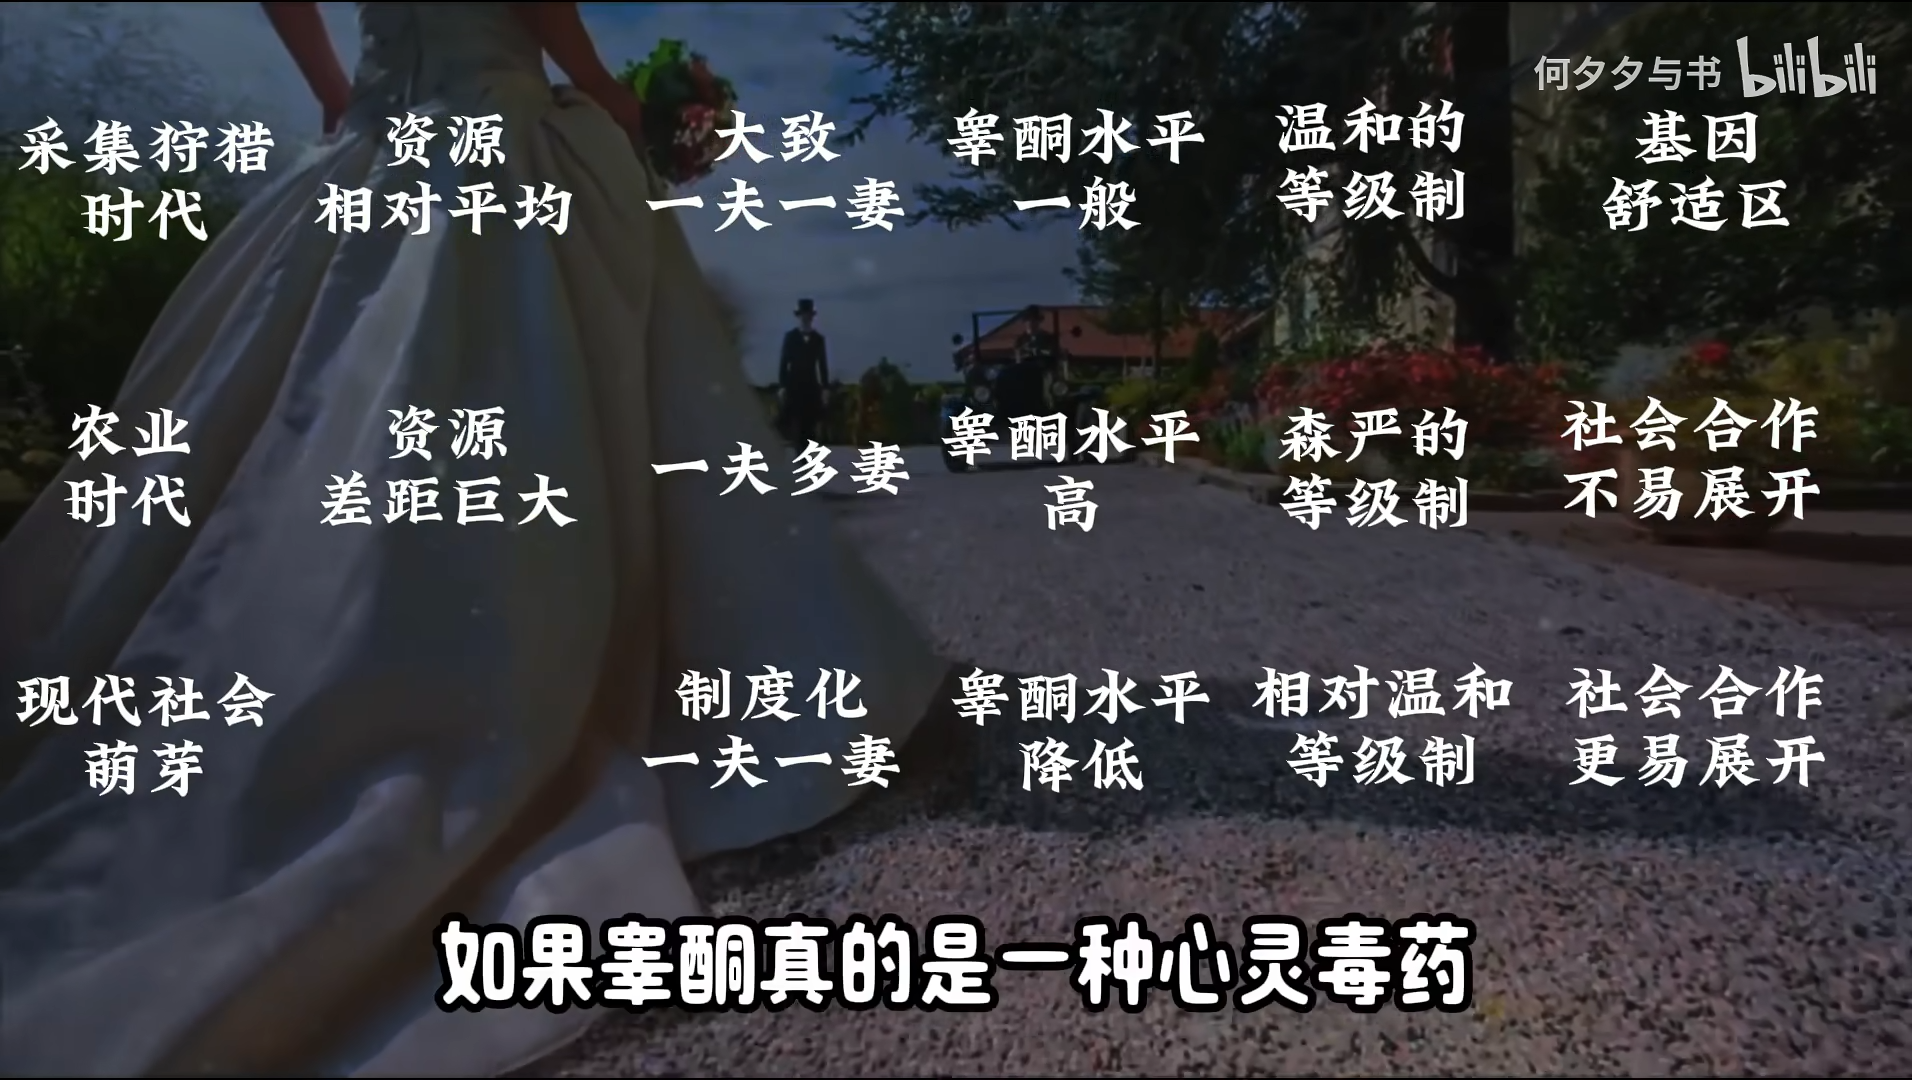 何夕夕与书 bilibili
采集狩猎
时代
资源
相对平均
大致
一夫一妻
睾酮水平
一般
温和的
等级制
基因
舒适区
农业
时代
资源
差距巨大
一夫多妻
睾酮水平
高
森严的
等级制
社会合作
不易展开
现代社会
萌芽
制度化
一夫一妻
睾酮水平
降低
相对温和
等级制
社会合作
更易展开
如果睾酮真的是一种心灵毒药